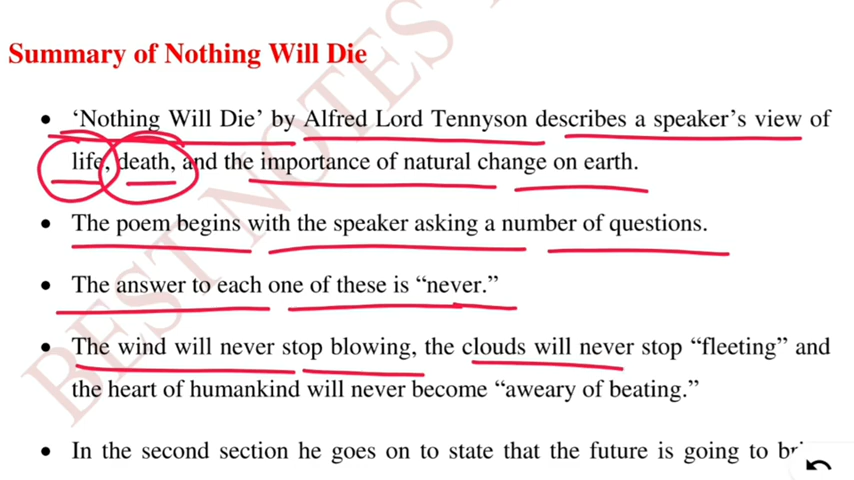 Summary of Nothing Will Die
• ‘Nothing Will Die’ by Alfred Lord Tennyson describes a speaker’s view of
life, death, and the importance of natural change on earth.
• The poem begins with the speaker asking a number of questions.
• The answer to each one of these is “never.”
• The wind will never stop blowing, the clouds will never stop “fleeting” and
the heart of humankind will never become “aweary of beating.”
• In the second section he goes on to state that the future is going to
BEST NOTES